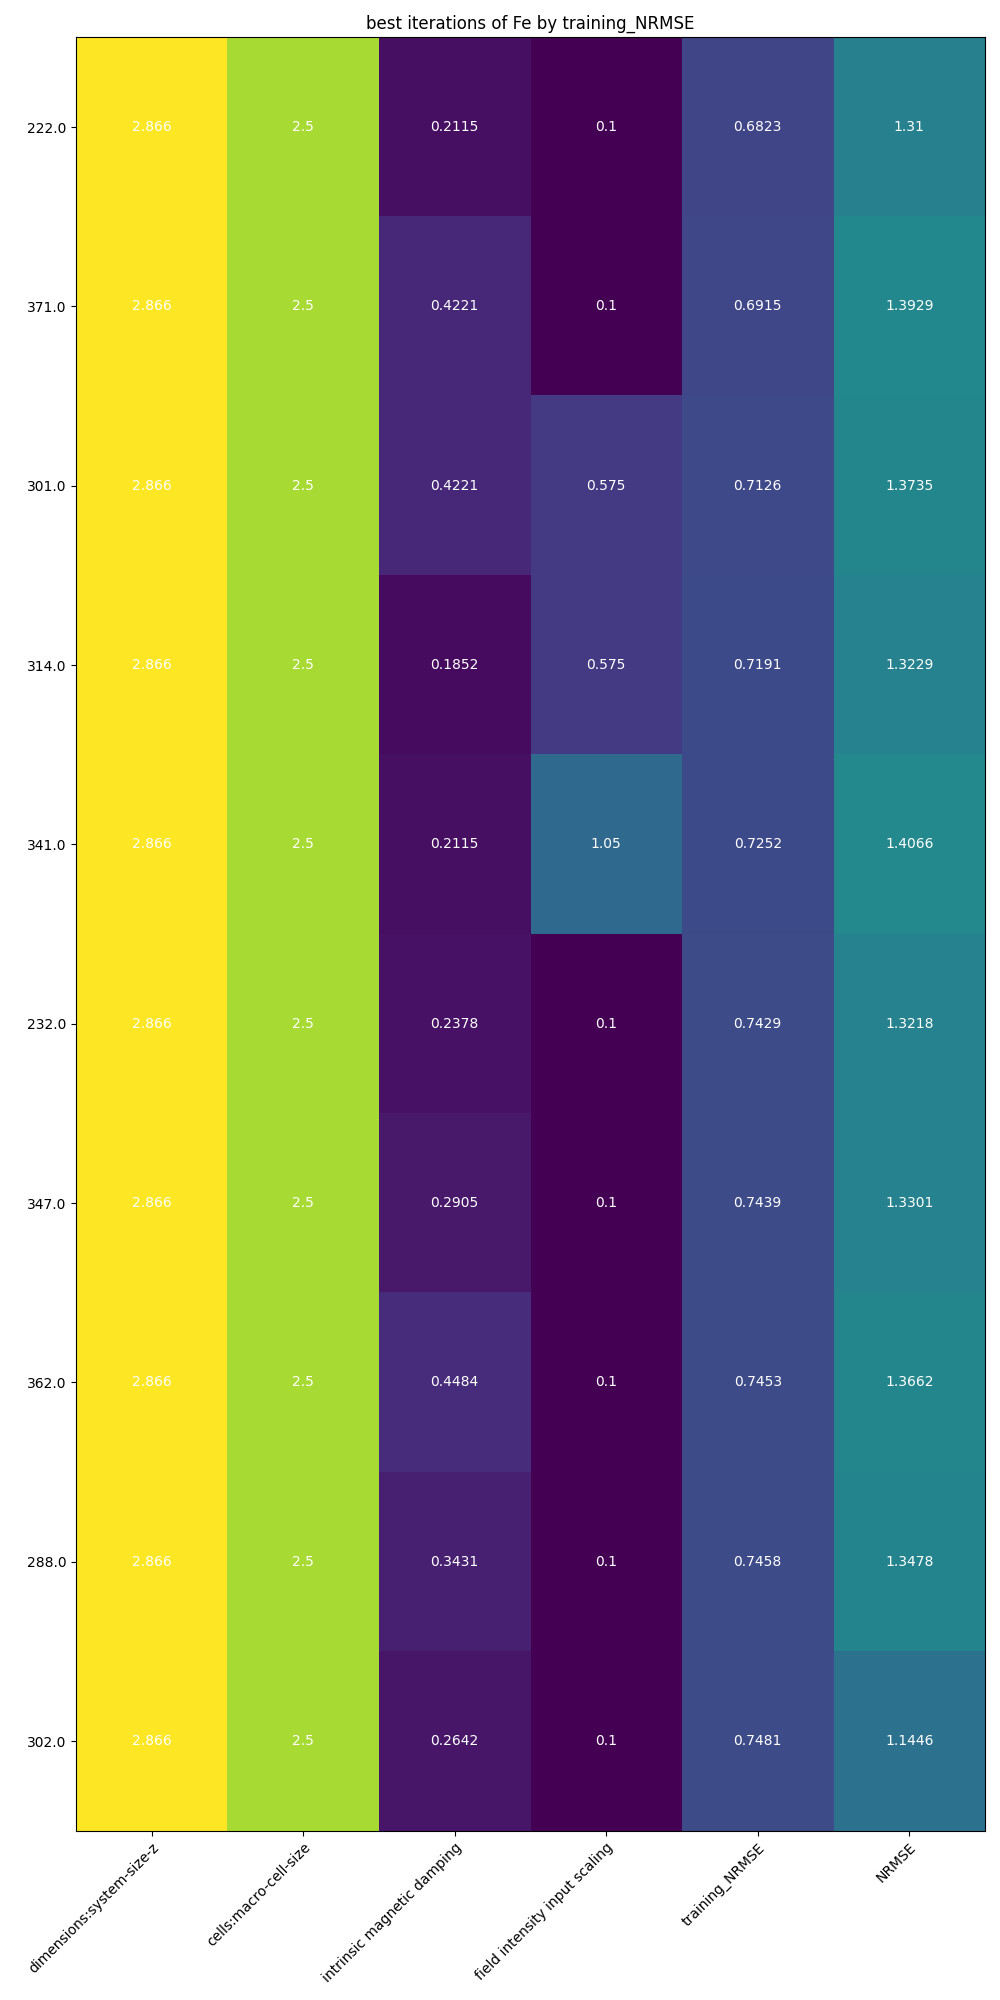 best iterations of Fe by training_NRMSE
222.0 2.866 2.5 0.2115 0.1 0.6823 1.31
371.0 2.866 2.5 0.4221 0.1 0.6915 1.3929
301.0 2.866 2.5 0.4221 0.575 0.7126 1.3735
314.0 2.866 2.5 0.1852 0.575 0.7191 1.3229
341.0 2.866 2.5 0.2115 1.05 0.7252 1.4066
232.0 2.866 2.5 0.2378 0.1 0.7429 1.3218
347.0 2.866 2.5 0.2905 0.1 0.7439 1.3301
362.0 2.866 2.5 0.4484 0.1 0.7453 1.3662
288.0 2.866 2.5 0.3431 0.1 0.7458 1.3478
302.0 2.866 2.5 0.2642 0.1 0.7481 1.1446
dimensions:system-size-z
cells:macro-cell-size
intrinsic magnetic damping
field intensity input scaling
training_NRMSE
NRMSE